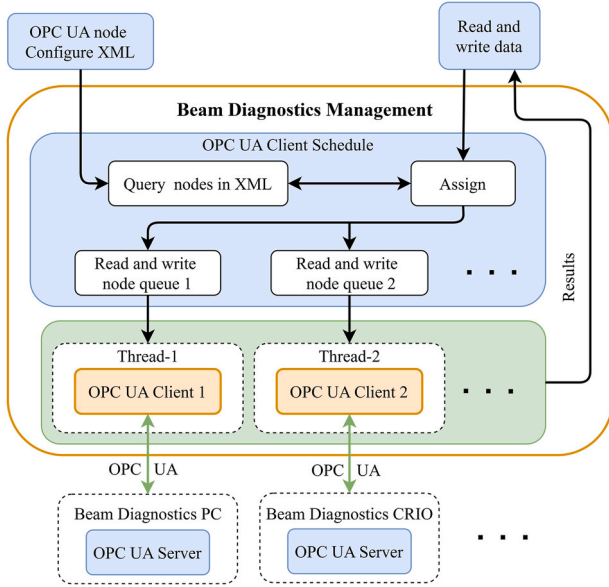 OPC UA node
Configure XML
Read and
write data
Beam Diagnostics Management
OPC UA Client Schedule
Query nodes in XML
Assign
Read and write
node queue 1
Read and write
node queue 2
. . .
Results
Thread-1
OPC UA Client 1
Thread-2
OPC UA Client 2
. . .
OPC UA
OPC UA
Beam Diagnostics PC
OPC UA Server
Beam Diagnostics CRIO
OPC UA Server
. . .